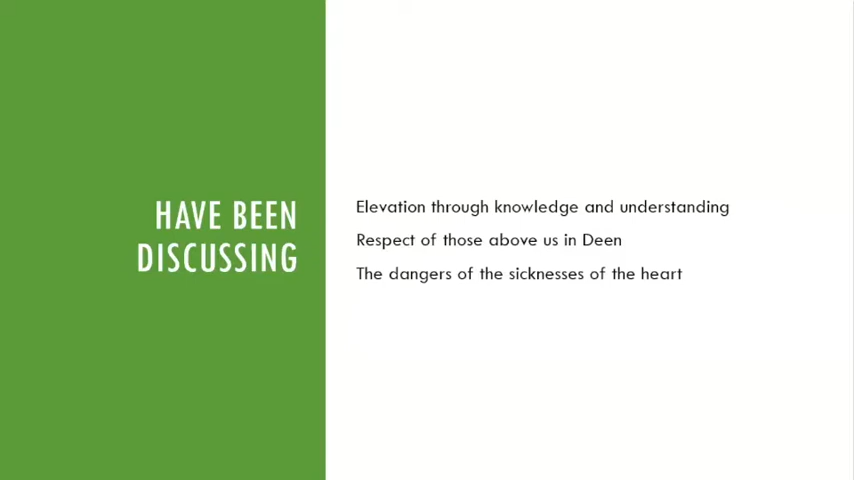 HAVE BEEN
DISCUSSING
Elevation through knowledge and understanding
Respect of those above us in Deen
The dangers of the sicknesses of the heart